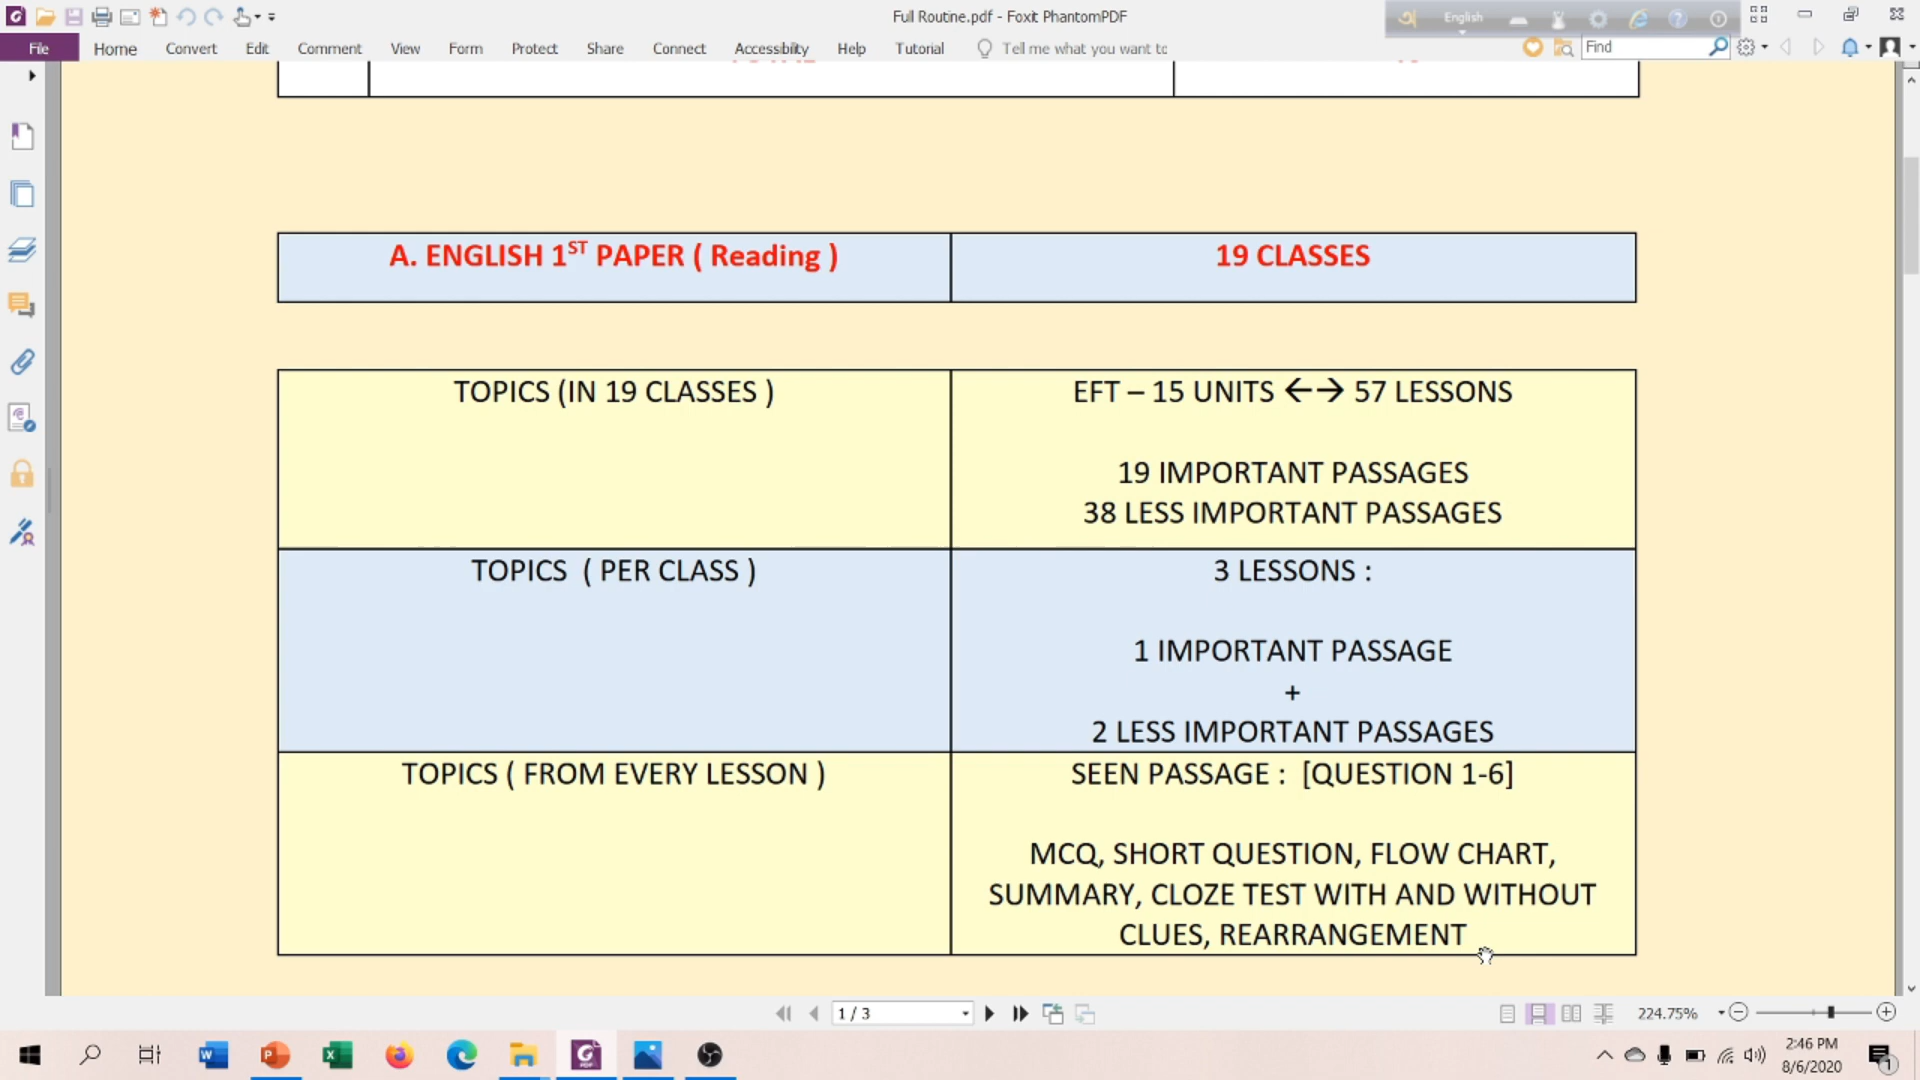 Full Routine.pdf - Foxit PhantomPDF
English
File Home Convert Edit Comment View Form Protect Share Connect Accessibility Help Tutorial Tell me what you want to Find
A. ENGLISH 1ST PAPER ( Reading ) 19 CLASSES
TOPICS (IN 19 CLASSES ) EFT – 15 UNITS ←→ 57 LESSONS
19 IMPORTANT PASSAGES
38 LESS IMPORTANT PASSAGES
TOPICS ( PER CLASS ) 3 LESSONS :
1 IMPORTANT PASSAGE
+
2 LESS IMPORTANT PASSAGES
TOPICS ( FROM EVERY LESSON ) SEEN PASSAGE : [QUESTION 1-6]
MCQ, SHORT QUESTION, FLOW CHART,
SUMMARY, CLOZE TEST WITH AND WITHOUT
CLUES, REARRANGEMENT
1 / 3 224.75%
2:46 PM
8/6/2020